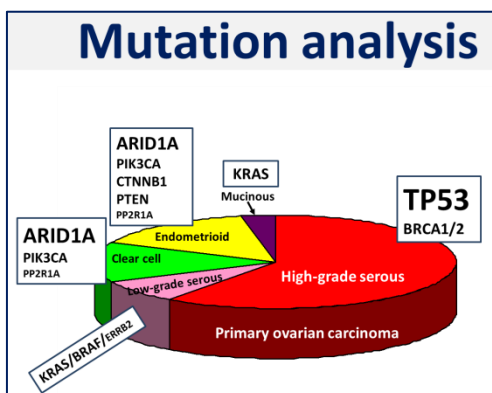 Mutation analysis
ARID1A
PIK3CA
CTNNB1
PTEN
PP2R1A
KRAS
Mucinous
TP53
BRCA1/2
ARID1A
PIK3CA
PP2R1A
Endometrioid
Clear cell
Low-grade serous
High-grade serous
KRAS/BRAF/ERRB2
Primary ovarian carcinoma